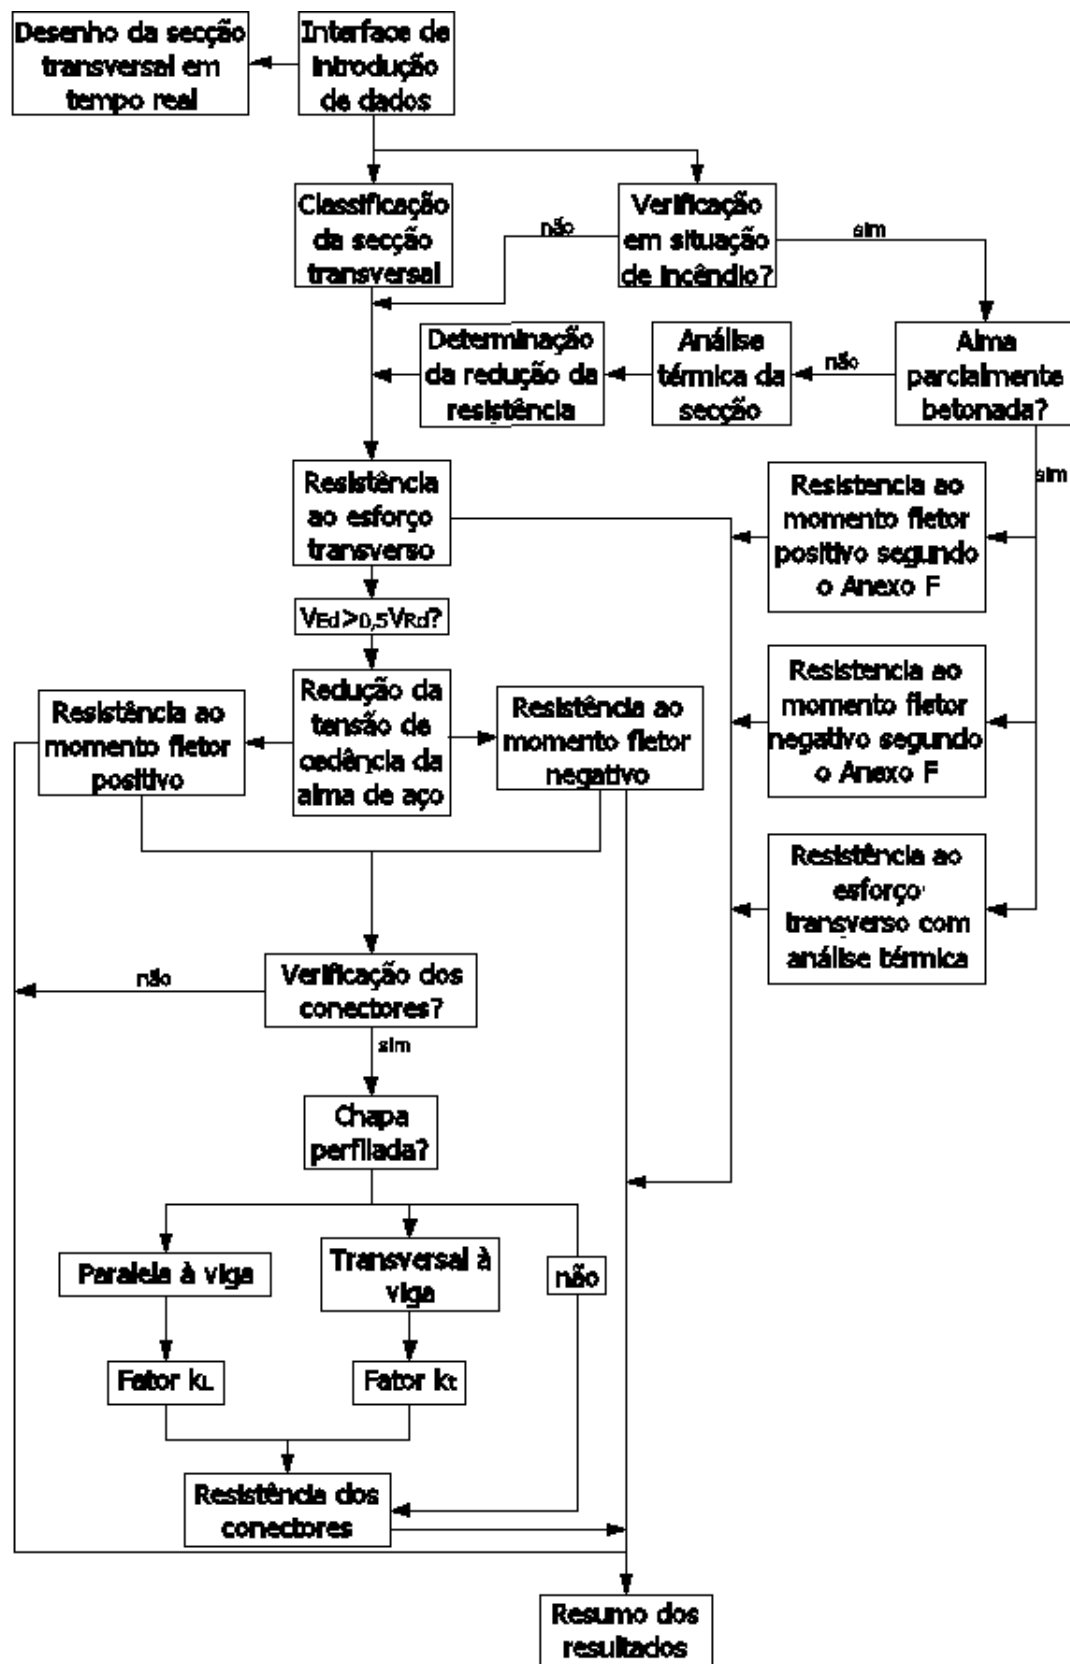 Desenho da secção
transversal em
tempo real
Interface de
introdução
de dados
Classificação
da secção
transversal
Verificação
em situação
de incêndio?
não
sim
Determinação
da redução da
resistência
Análise
térmica da
secção
não
Alma
parcialmente
betonada?
sim
Resistência
ao esforço
transverso
Resistencia ao
momento fletor
positivo segundo
o Anexo F
VEd>0,5VRd?
Resistencia ao
momento fletor
negativo segundo
o Anexo F
Resistência ao
momento fletor
positivo
Redução da
tensão de
cedência da
alma de aço
Resistência ao
momento fletor
negativo
Resistência ao
esforço
transverso com
análise térmica
não
Verificação dos
conectores?
sim
Chapa
perfilada?
Paralela à viga
Transversal à
viga
não
Fator kL
Fator kt
Resistência dos
conectores
Resumo dos
resultados